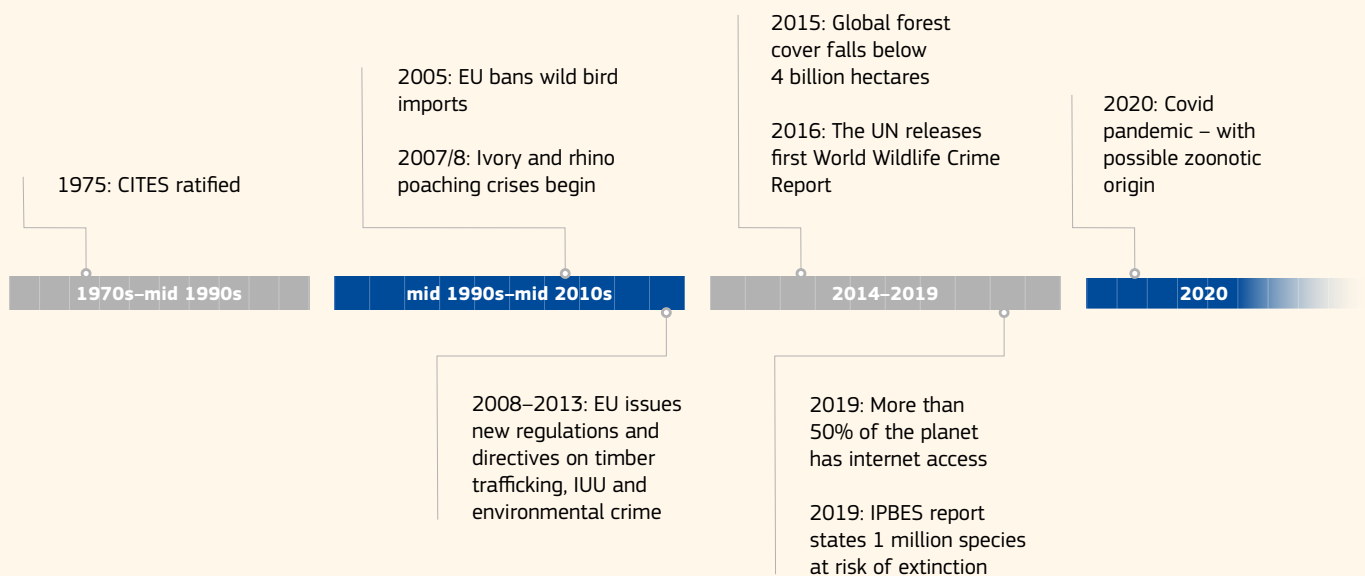 1975: CITES ratified
2005: EU bans wild bird
imports
2007/8: Ivory and rhino
poaching crises begin
2015: Global forest
cover falls below
4 billion hectares
2016: The UN releases
first World Wildlife Crime
Report
2020: Covid
pandemic – with
possible zoonotic
origin
1970s–mid 1990s
mid 1990s–mid 2010s
2014–2019
2020
2008–2013: EU issues
new regulations and
directives on timber
trafficking, IUU and
environmental crime
2019: More than
50% of the planet
has internet access
2019: IPBES report
states 1 million species
at risk of extinction